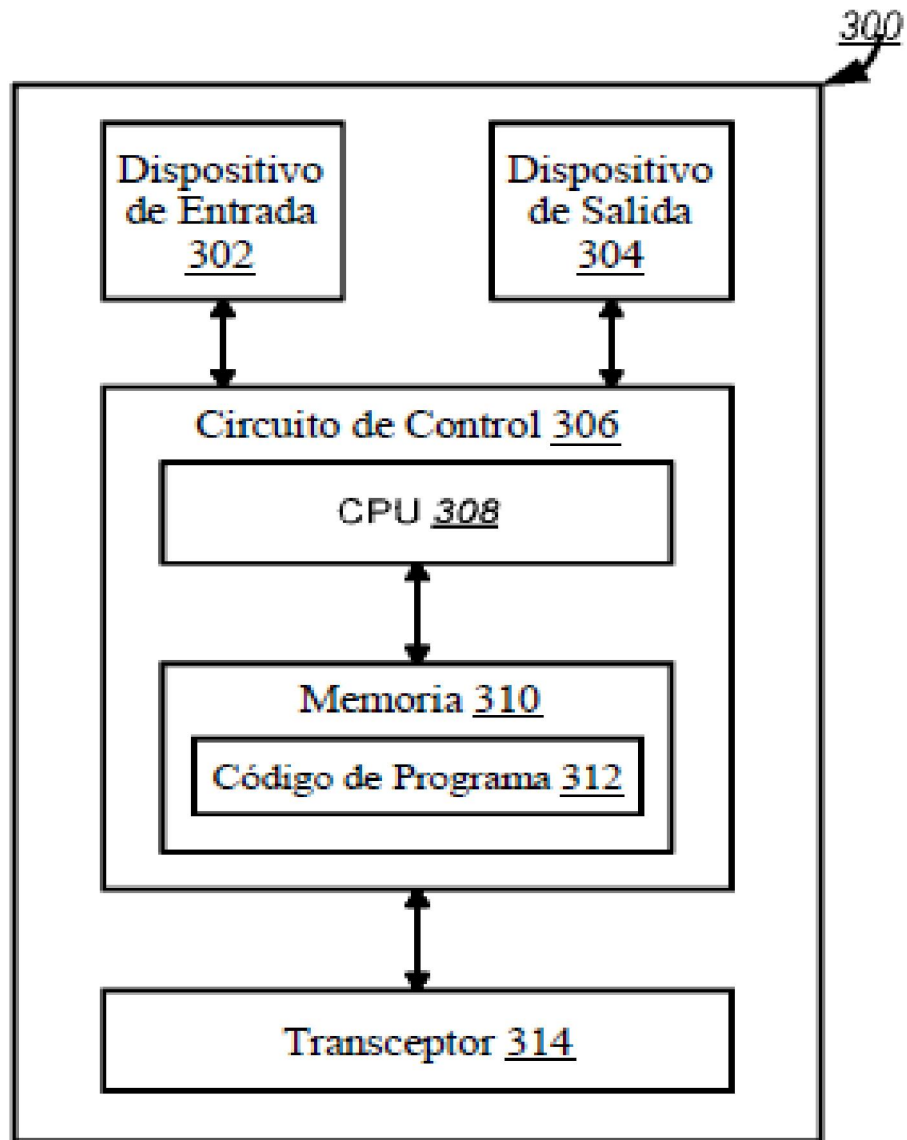 300
Dispositivo
de Entrada
302
Dispositivo
de Salida
304
Circuito de Control 306
CPU 308
Memoria 310
Código de Programa 312
Transceptor 314